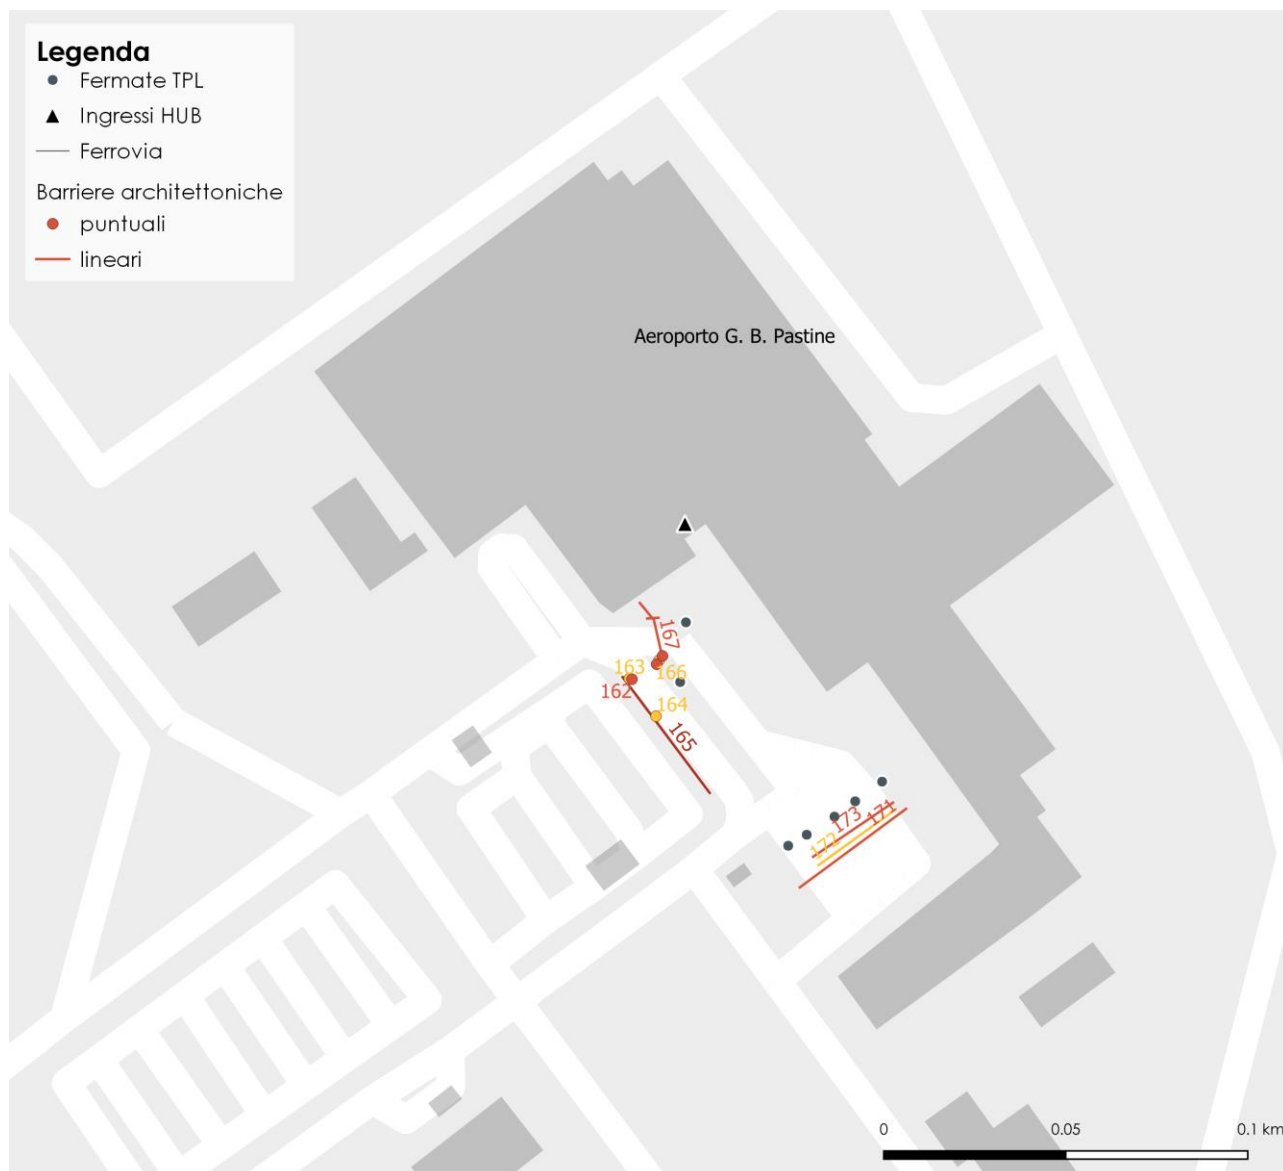 Legenda
Fermate TPL
Ingressi HUB
Ferrovia
Barriere architettoniche
puntuali
lineari
Aeroporto G. B. Pastine
167
163
166
162
164
165
173
171
172
0
0.05
0.1 km